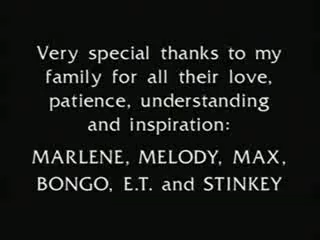 Very special thanks to my
family for all their love,
patience, understanding
and inspiration:
MARLENE, MELODY, MAX,
BONGO, E.T. and STINKEY